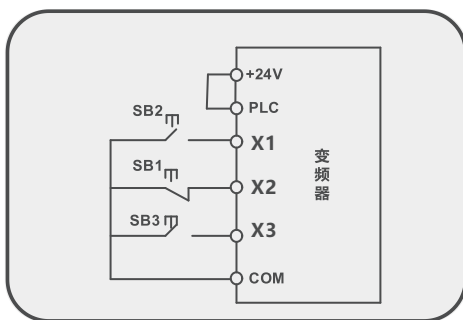 +24V
PLC
SB2
X1
SB1
X2
SB3
X3
COM
变频器